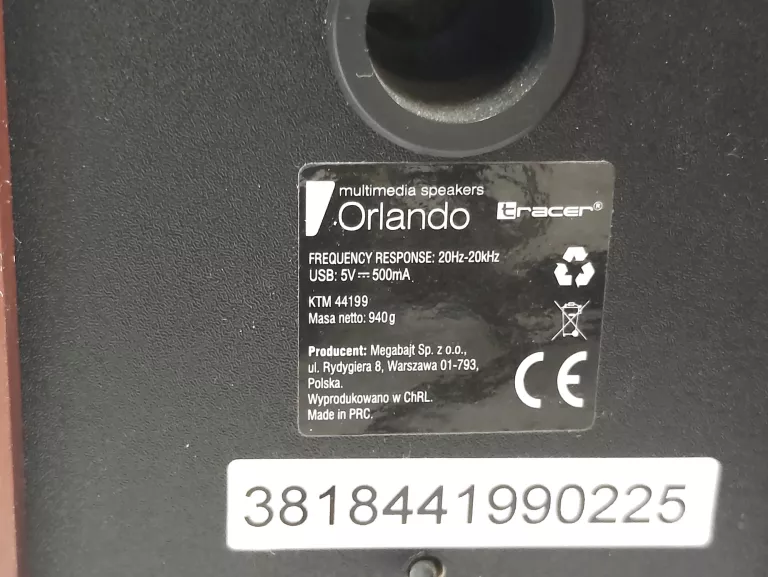 multimedia speakers
Orlando
tracer®
FREQUENCY RESPONSE: 20Hz-20kHz
USB: 5V⎓500mA
KTM 44199
Masa netto: 940g
Producent: Megabajt Sp. z o.o.,
ul. Rydygiera 8, Warszawa 01-793,
Polska.
Wyprodukowano w ChRL.
Made in PRC.
CE
3818441990225